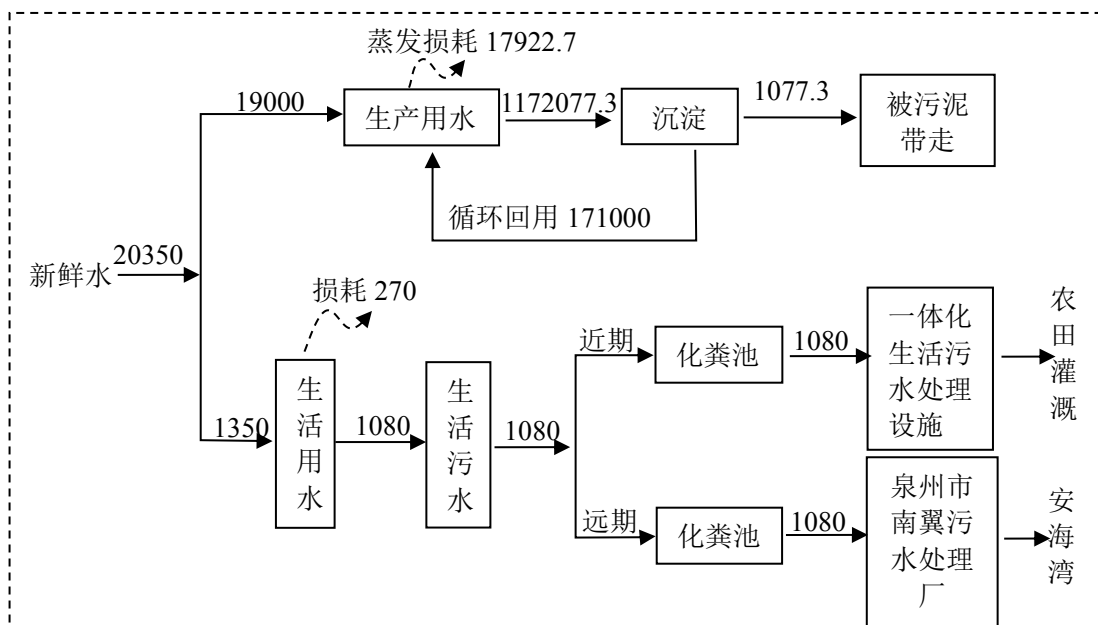 蒸发损耗 17922.7
19000
生产用水
1172077.3
沉淀
1077.3
被污泥
带走
循环回用 171000
新鲜水
20350
损耗 270
1350
生活用水
1080
生活污水
1080
近期
化粪池
1080
一体化
生活污
水处理
设施
农田灌溉
远期
化粪池
1080
泉州市
南翼污
水处理
厂
安海湾